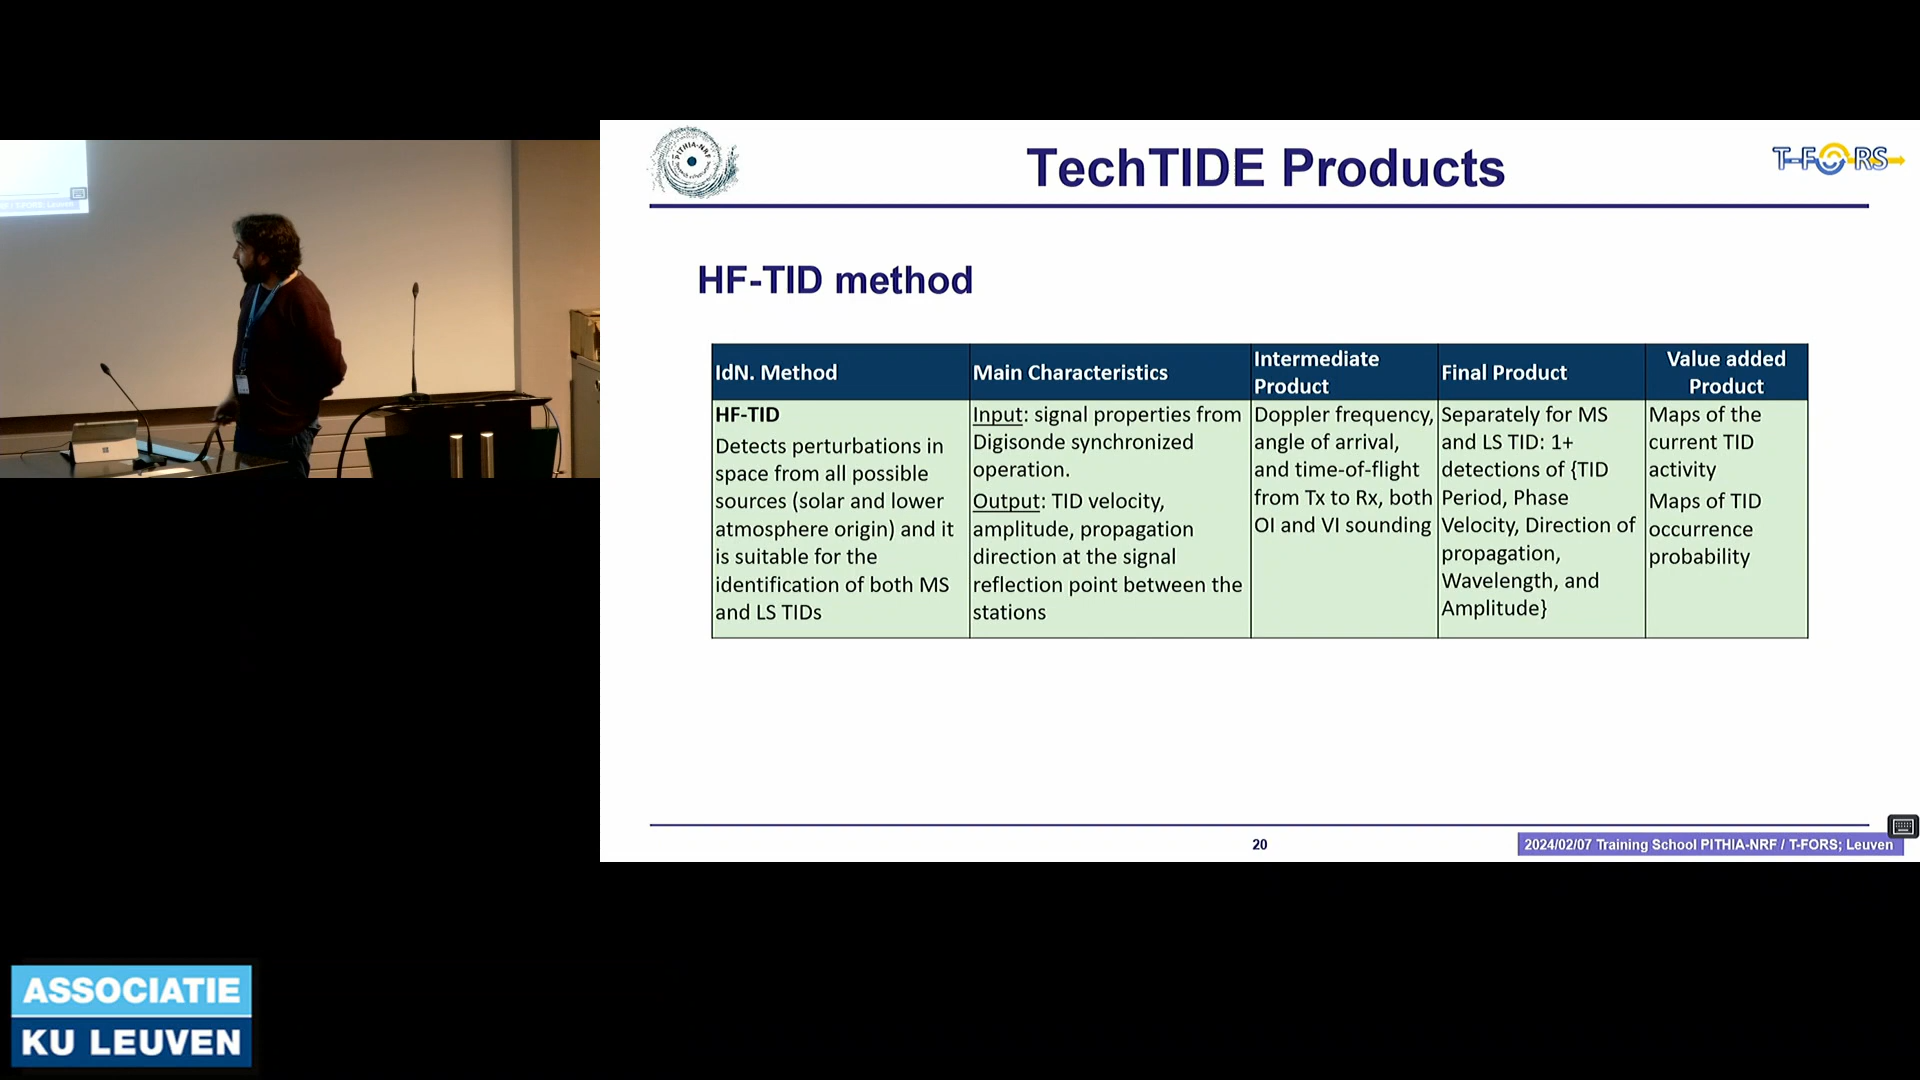 PITHIA-NRF
TechTIDE Products
T-FORS
HF-TID method
IdN. Method
Main Characteristics
Intermediate
Product
Final Product
Value added
Product
HF-TID
Detects perturbations in
space from all possible
sources (solar and lower
atmosphere origin) and it
is suitable for the
identification of both MS
and LS TIDs
Input: signal properties from
Digisonde synchronized
operation.
Output: TID velocity,
amplitude, propagation
direction at the signal
reflection point between the
stations
Doppler frequency,
angle of arrival,
and time-of-flight
from Tx to Rx, both
OI and VI sounding
Separately for MS
and LS TID: 1+
detections of {TID
Period, Phase
Velocity, Direction of
propagation,
Wavelength, and
Amplitude}
Maps of the
current TID
activity
Maps of TID
occurrence
probability
20
2024/02/07 Training School PITHIA-NRF / T-FORS; Leuven
ASSOCIATIE
KU LEUVEN